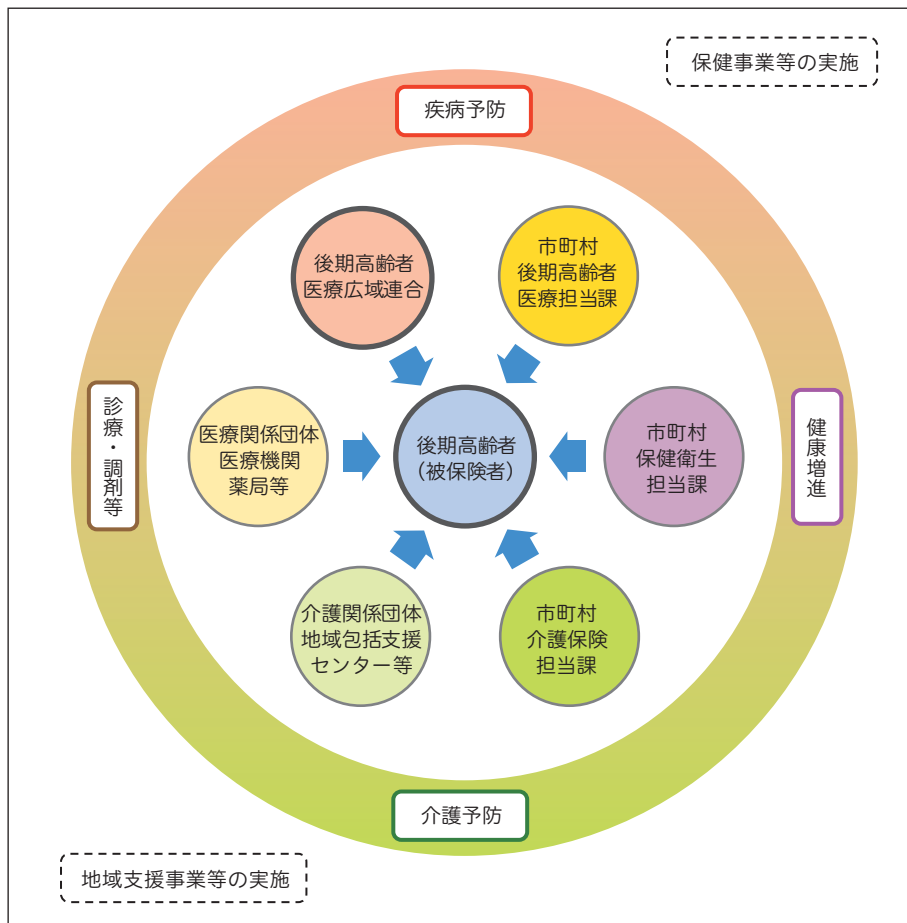 保健事業等の実施
疾病予防
後期高齢者
医療広域連合
市町村
後期高齢者
医療担当課
診療・調剤等
医療関係団体
医療機関
薬局等
後期高齢者
(被保険者)
市町村
保健衛生
担当課
健康増進
介護関係団体
地域包括支援
センター等
市町村
介護保険
担当課
介護予防
地域支援事業等の実施